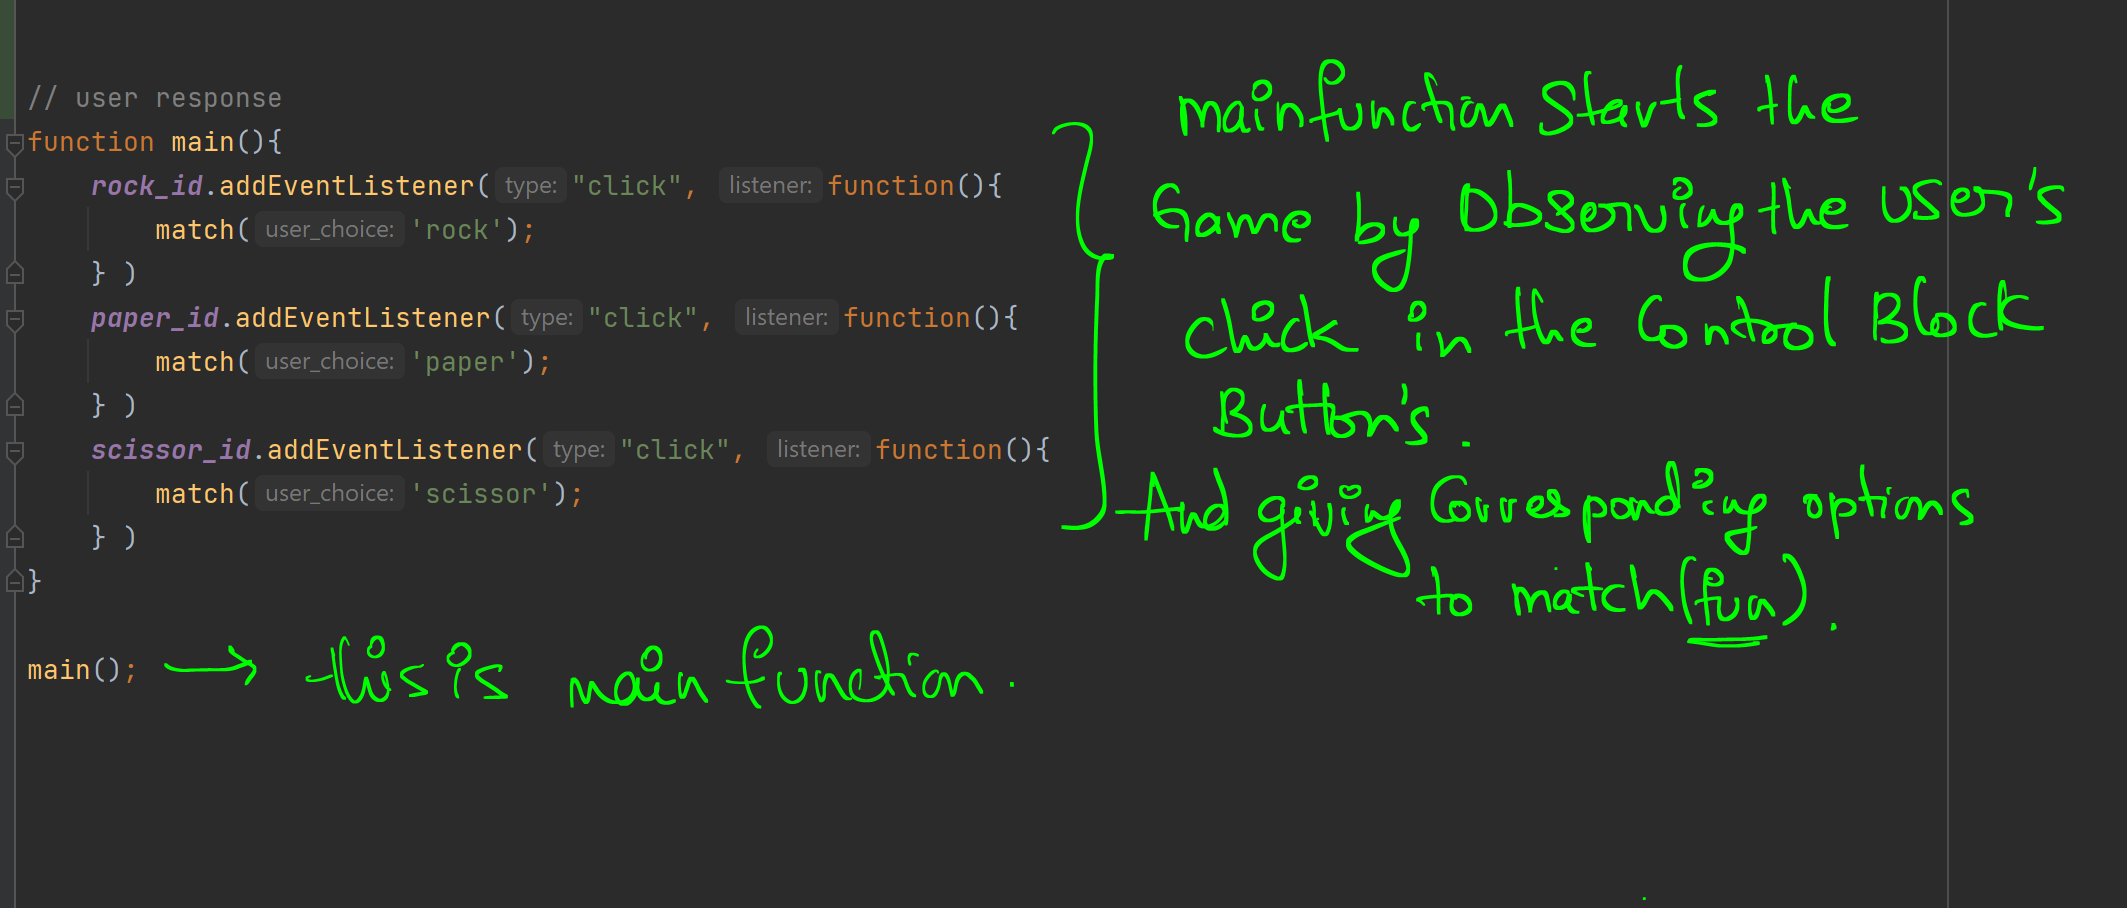 // user response
function main(){
rock_id.addEventListener( type: "click", listener: function(){
match( user_choice: 'rock');
} )
paper_id.addEventListener( type: "click", listener: function(){
match( user_choice: 'paper');
} )
scissor_id.addEventListener( type: "click", listener: function(){
match( user_choice: 'scissor');
} )
}
main(); → this is main function.
main function Starts the
Game by Observing the user's
click in the Control Block
Button's.
And giving Corresponding options
to match(fun).